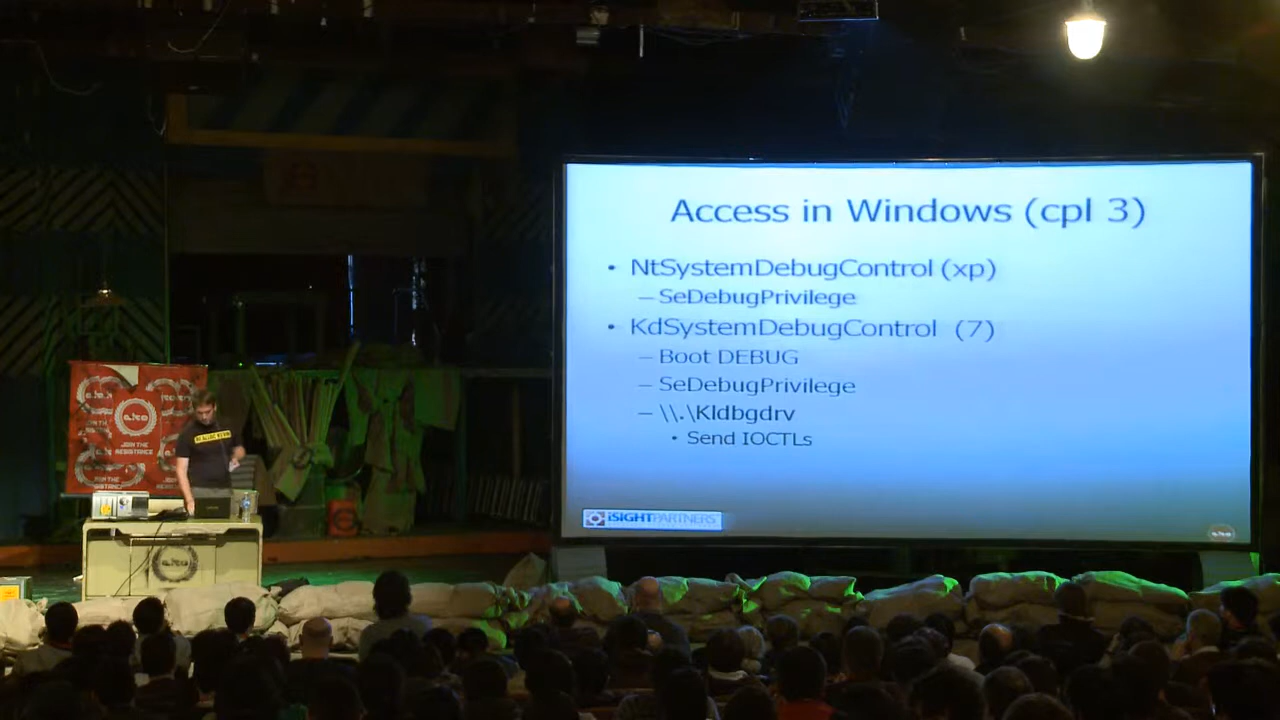 Access in Windows (cpl 3)
• NtSystemDebugControl (xp)
– SeDebugPrivilege
• KdSystemDebugControl (7)
– Boot DEBUG
– SeDebugPrivilege
– \\.\Kldbgdrv
• Send IOCTLs
iSIGHTPARTNERS
JOIN THE
RESISTANCE